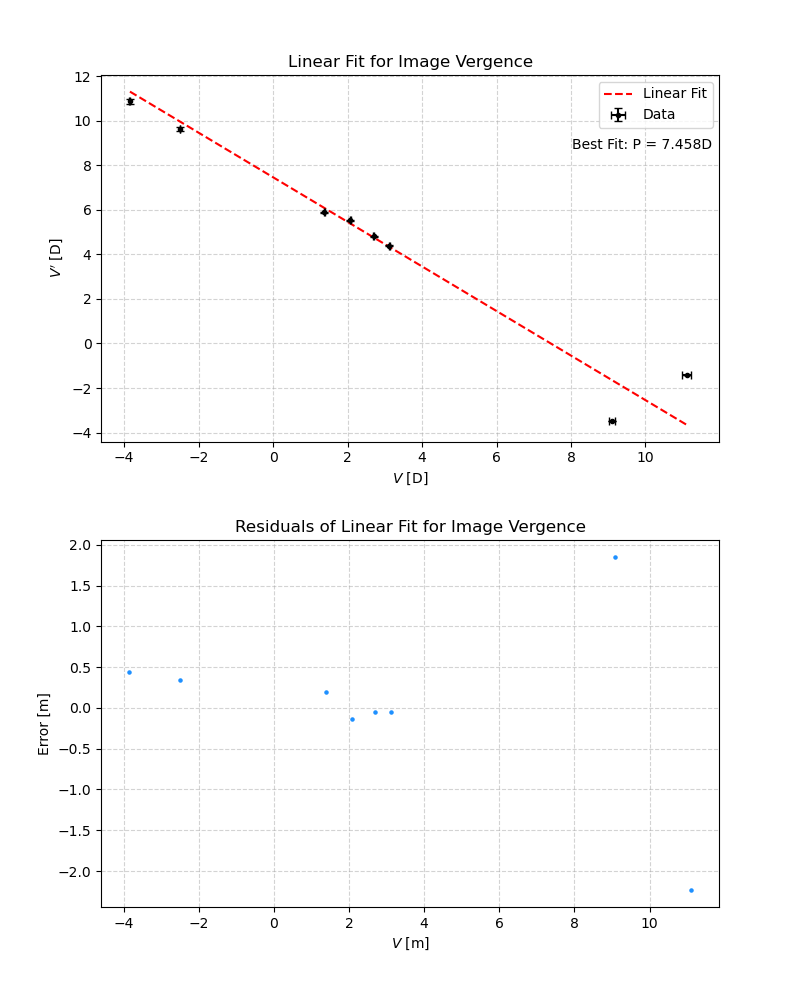 Linear Fit for Image Vergence
12
10
8
6
4
2
0
−2
−4
V′ [D]
Linear Fit
Data
Best Fit: P = 7.458D
−4 −2 0 2 4 6 8 10
V [D]
Residuals of Linear Fit for Image Vergence
2.0
1.5
1.0
0.5
0.0
−0.5
−1.0
−1.5
−2.0
Error [m]
−4 −2 0 2 4 6 8 10
V [m]